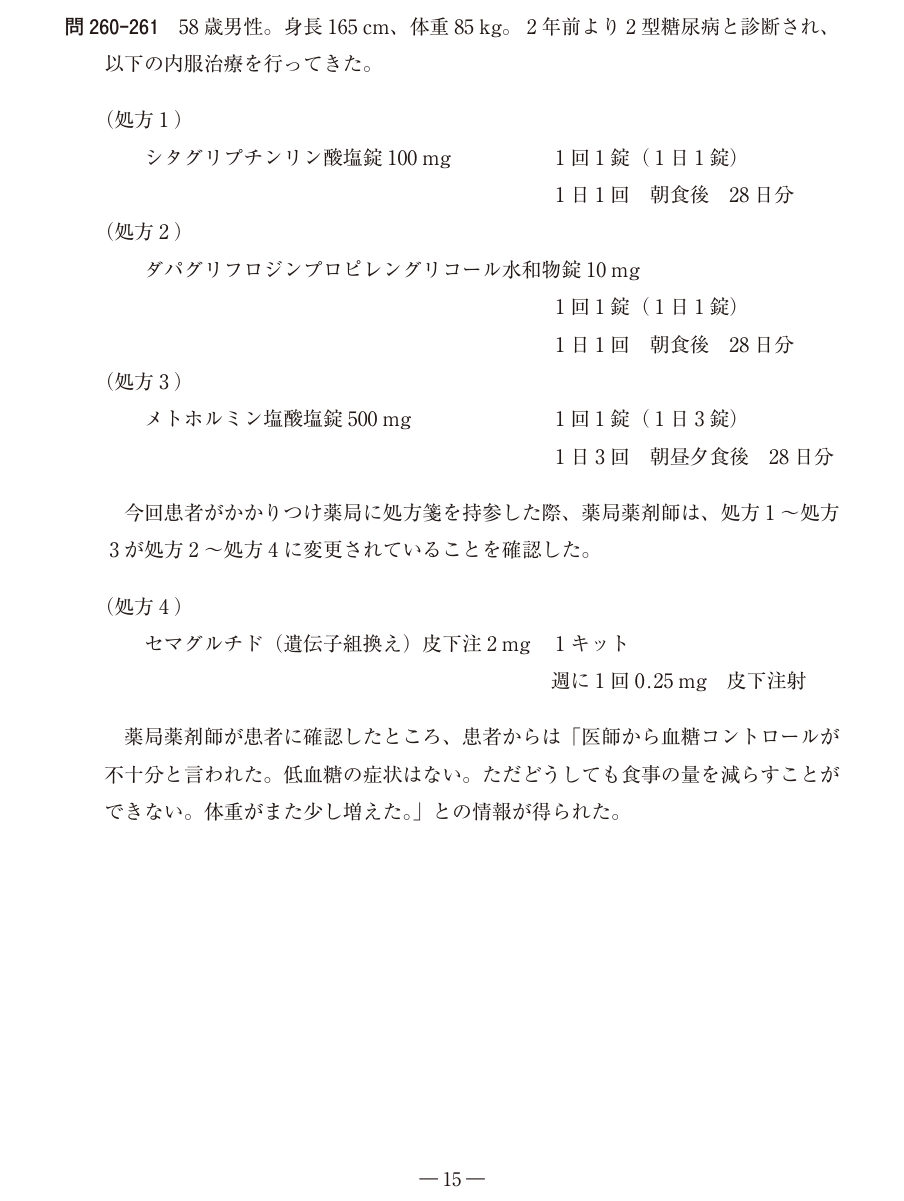 問 260-261 58 歳男性。身長 165 cm、体重 85 kg。2 年前より 2 型糖尿病と診断され、
以下の内服治療を行ってきた。
（処方 1 ）
シタグリプチンリン酸塩錠 100 mg 1 回 1 錠（ 1 日 1 錠）
1 日 1 回 朝食後 28 日分
（処方 2 ）
ダパグリフロジンプロピレングリコール水和物錠 10 mg
1 回 1 錠（ 1 日 1 錠）
1 日 1 回 朝食後 28 日分
（処方 3 ）
メトホルミン塩酸塩錠 500 mg 1 回 1 錠（ 1 日 3 錠）
1 日 3 回 朝昼夕食後 28 日分
今回患者がかかりつけ薬局に処方箋を持参した際、薬局薬剤師は、処方 1 ～処方
3 が処方 2 ～処方 4 に変更されていることを確認した。
（処方 4 ）
セマグルチド（遺伝子組換え）皮下注 2 mg 1 キット
週に 1 回 0.25 mg 皮下注射
薬局薬剤師が患者に確認したところ、患者からは「医師から血糖コントロールが
不十分と言われた。低血糖の症状はない。ただどうしても食事の量を減らすことが
できない。体重がまた少し増えた。」との情報が得られた。
― 15 ―